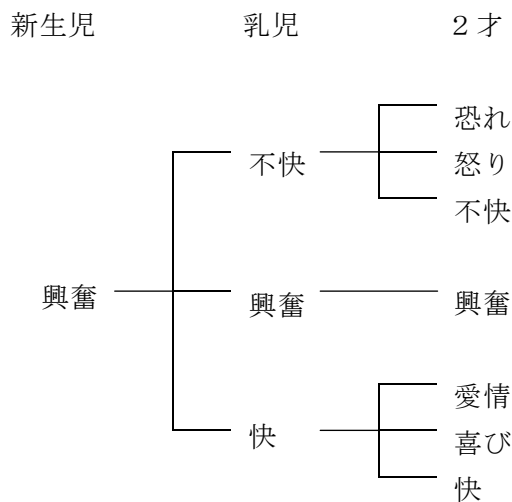 新生児 乳児 ２才
恐れ
不快 怒り
不快
興奮 興奮 興奮
愛情
快 喜び
快